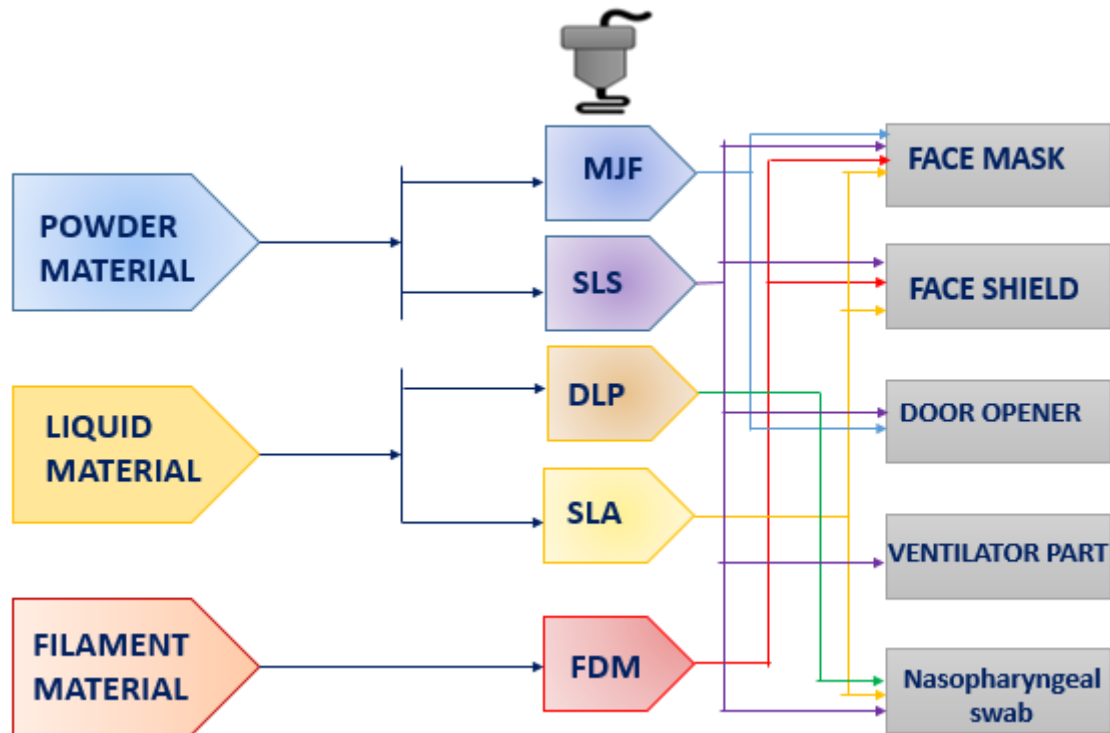 POWDER
MATERIAL
LIQUID
MATERIAL
FILAMENT
MATERIAL
MJF
SLS
DLP
SLA
FDM
FACE MASK
FACE SHIELD
DOOR OPENER
VENTILATOR PART
Nasopharyngeal
swab